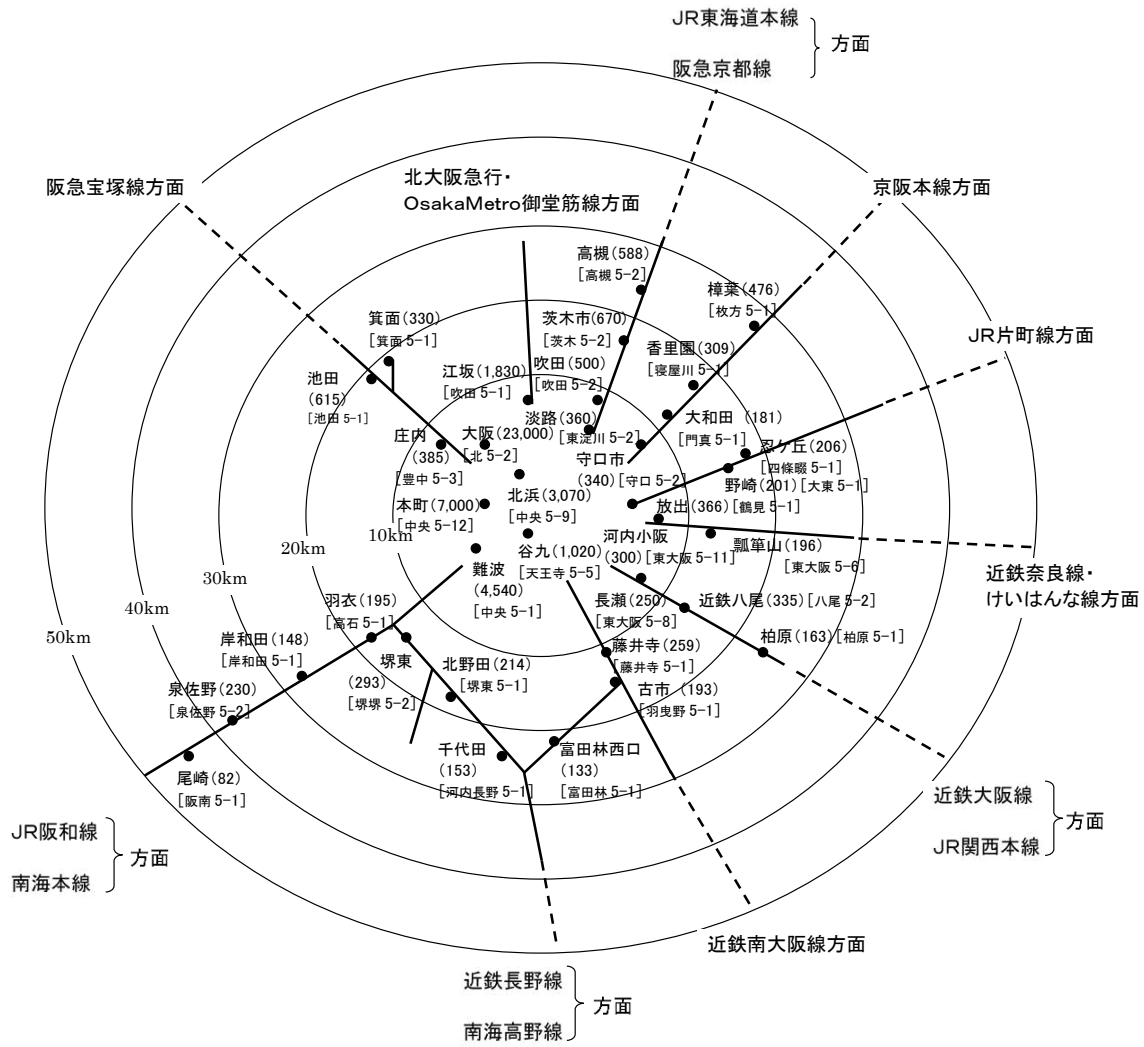 JR東海道本線
阪急京都線
方面
阪急宝塚線方面
北大阪急行・
OsakaMetro御堂筋線方面
京阪本線方面
高槻(588)
[高槻 5-2]
樟葉(476)
[枚方 5-1]
箕面(330)
[箕面 5-1]
茨木市(670)
[茨木 5-2]
JR片町線方面
香里園(309)
[寝屋川 5-1]
池田
(615)
[池田 5-1]
江坂(1,830)
[吹田 5-1]
吹田(500)
[吹田 5-2]
淡路(360)
[東淀川 5-2]
大和田(181)
[門真 5-1]
庄内
(385)
[豊中 5-3]
大阪(23,000)
[北 5-2]
守口市
(340)[守口 5-2]
忍ケ丘(206)
[四條畷 5-1]
野崎(201)[大東 5-1]
本町(7,000)
[中央 5-12]
北浜(3,070)
[中央 5-9]
放出(366)[鶴見 5-1]
10km
20km
30km
40km
50km
谷九(1,020)
[天王寺 5-5]
河内小阪
(300)[東大阪 5-11]
瓢箪山(196)
[東大阪 5-6]
近鉄奈良線・
けいはんな線方面
難波
(4,540)
[中央 5-1]
長瀬(250)
[東大阪 5-8]
近鉄八尾(335)[八尾 5-2]
柏原(163)[柏原 5-1]
羽衣(195)
[高石 5-1]
岸和田(148)
[岸和田 5-1]
堺東
(293)
[堺堺 5-2]
北野田(214)
[堺東 5-1]
藤井寺(259)
[藤井寺 5-1]
古市(193)
[羽曳野 5-1]
泉佐野(230)
[泉佐野 5-2]
尾崎(82)
[阪南 5-1]
千代田
(153)
[河内長野 5-1]
富田林西口
(133)
[富田林 5-1]
JR阪和線
南海本線
方面
近鉄大阪線
JR関西本線
方面
近鉄南大阪線方面
近鉄長野線
南海高野線
方面